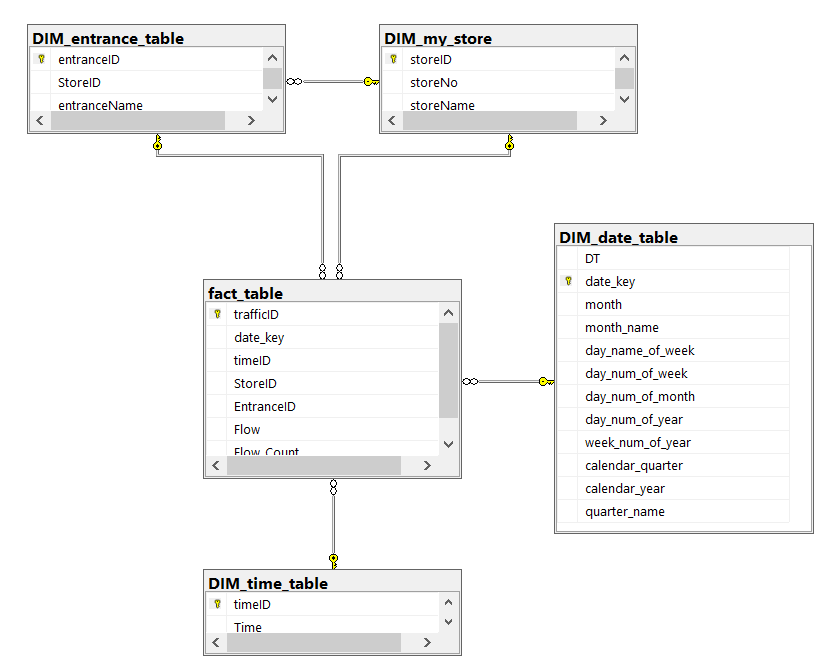 DIM_entrance_table
entranceID
StoreID
entranceName
DIM_my_store
storeID
storeNo
storeName
fact_table
trafficID
date_key
timeID
StoreID
EntranceID
Flow
Flow_Count
DIM_date_table
DT
date_key
month
month_name
day_name_of_week
day_num_of_week
day_num_of_month
day_num_of_year
week_num_of_year
calendar_quarter
calendar_year
quarter_name
DIM_time_table
timeID
Time